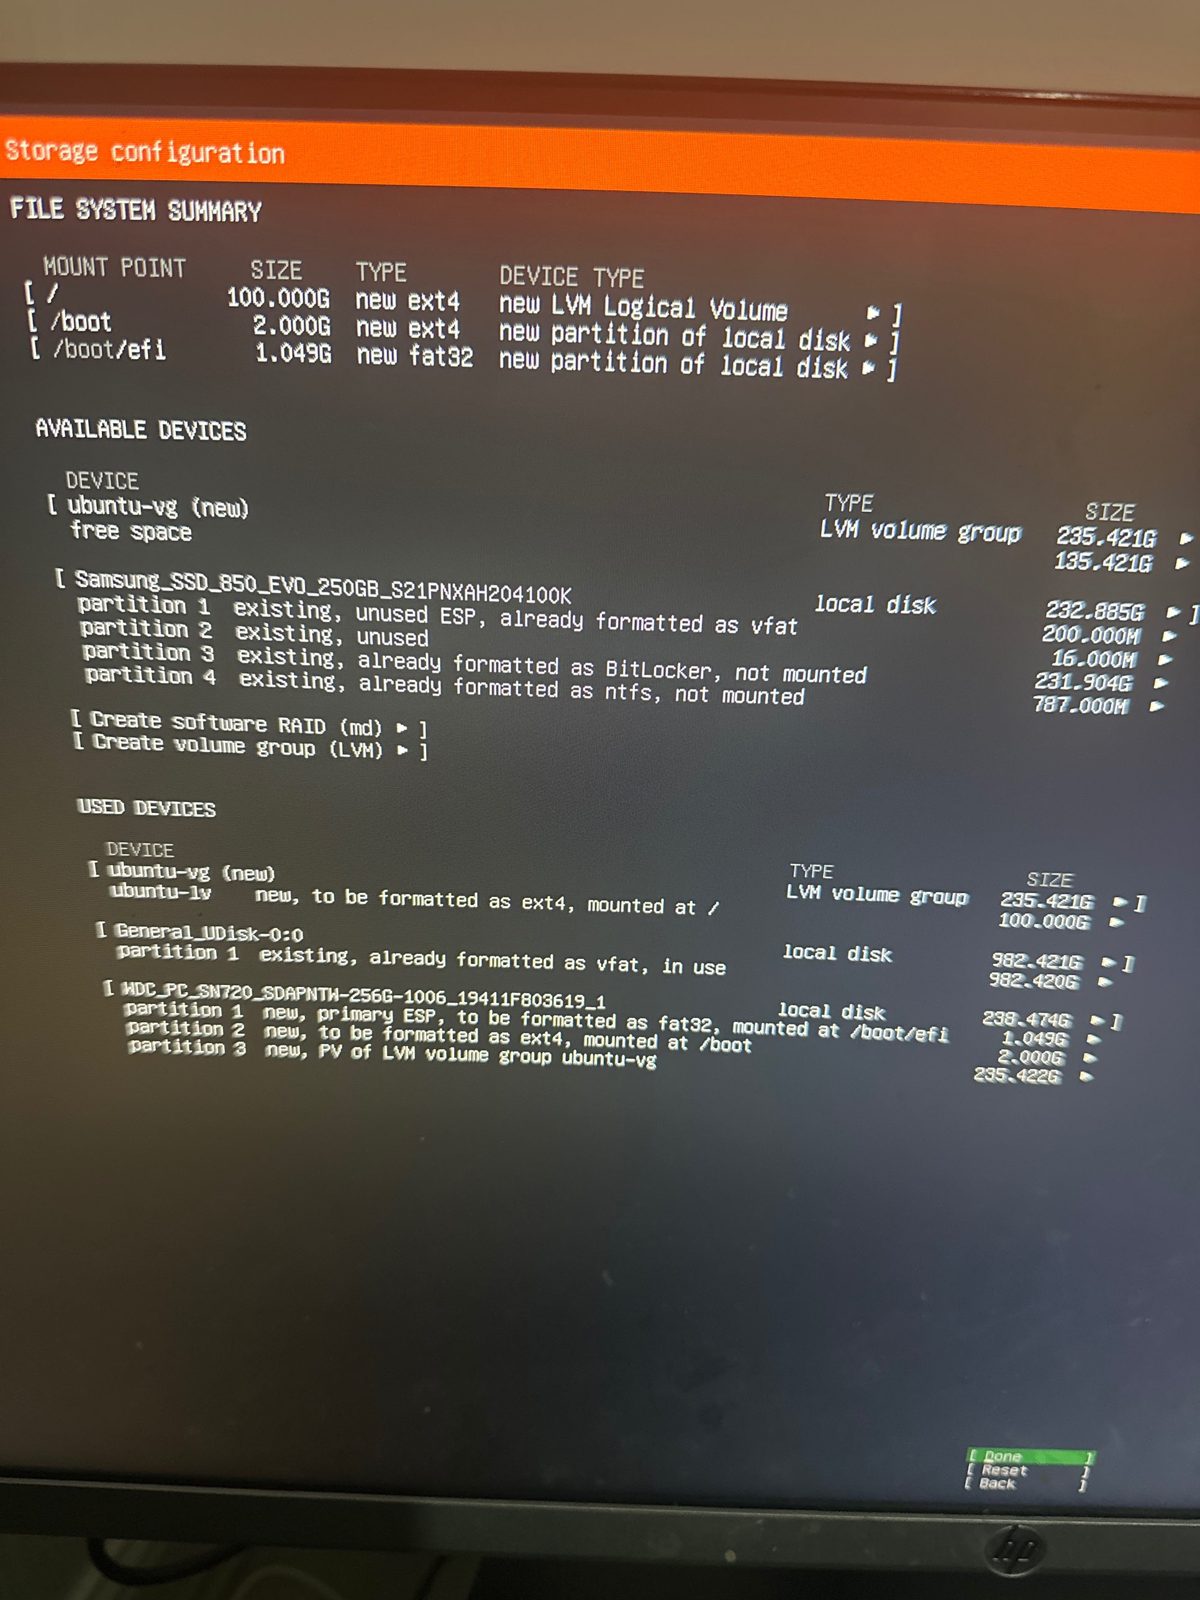 Storage configuration
FILE SYSTEM SUMMARY
MOUNT POINT SIZE TYPE DEVICE TYPE
[ / 100.000G new ext4 new LVM Logical Volume ▸ ]
[ /boot 2.000G new ext4 new partition of local disk ▸ ]
[ /boot/efi 1.049G new fat32 new partition of local disk ▸ ]
AVAILABLE DEVICES
DEVICE TYPE SIZE
[ ubuntu-vg (new) LVM volume group 235.421G ▸
free space 135.421G ▸
[ Samsung_SSD_850_EVO_250GB_S21PNXAH204100K local disk 232.885G ▸ ]
partition 1 existing, unused ESP, already formatted as vfat 200.000M ▸
partition 2 existing, unused 16.000M ▸
partition 3 existing, already formatted as BitLocker, not mounted 231.904G ▸
partition 4 existing, already formatted as ntfs, not mounted 787.000M ▸
[ Create software RAID (md) ▸ ]
[ Create volume group (LVM) ▸ ]
USED DEVICES
DEVICE TYPE SIZE
[ ubuntu-vg (new) LVM volume group 235.421G ▸ ]
ubuntu-lv new, to be formatted as ext4, mounted at / 100.000G ▸
[ General_UDisk-0:0 local disk 982.421G ▸ ]
partition 1 existing, already formatted as vfat, in use 982.420G ▸
[ WDC_PC_SN720_SDAPNTW-256G-1006_19411F803619_1 local disk 238.474G ▸ ]
partition 1 new, primary ESP, to be formatted as fat32, mounted at /boot/efi 1.049G ▸
partition 2 new, to be formatted as ext4, mounted at /boot 2.000G ▸
partition 3 new, PV of LVM volume group ubuntu-vg 235.422G ▸
[ Done ]
[ Reset ]
[ Back ]
hp